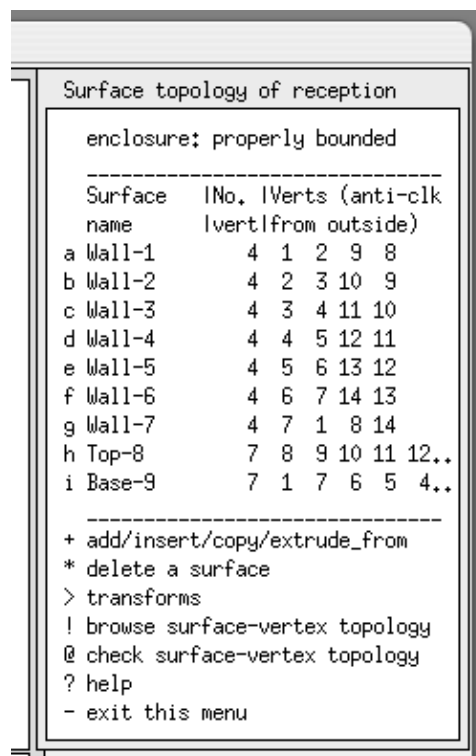 Surface topology of reception
enclosure: properly bounded
Surface |No. |Verts (anti-clk
name |vert|from outside)
a Wall-1 4 1 2 9 8
b Wall-2 4 2 3 10 9
c Wall-3 4 3 4 11 10
d Wall-4 4 4 5 12 11
e Wall-5 4 5 6 13 12
f Wall-6 4 6 7 14 13
g Wall-7 4 7 1 8 14
h Top-8 7 8 9 10 11 12..
i Base-9 7 1 7 6 5 4..
+ add/insert/copy/extrude_from
* delete a surface
> transforms
! browse surface-vertex topology
@ check surface-vertex topology
? help
- exit this menu